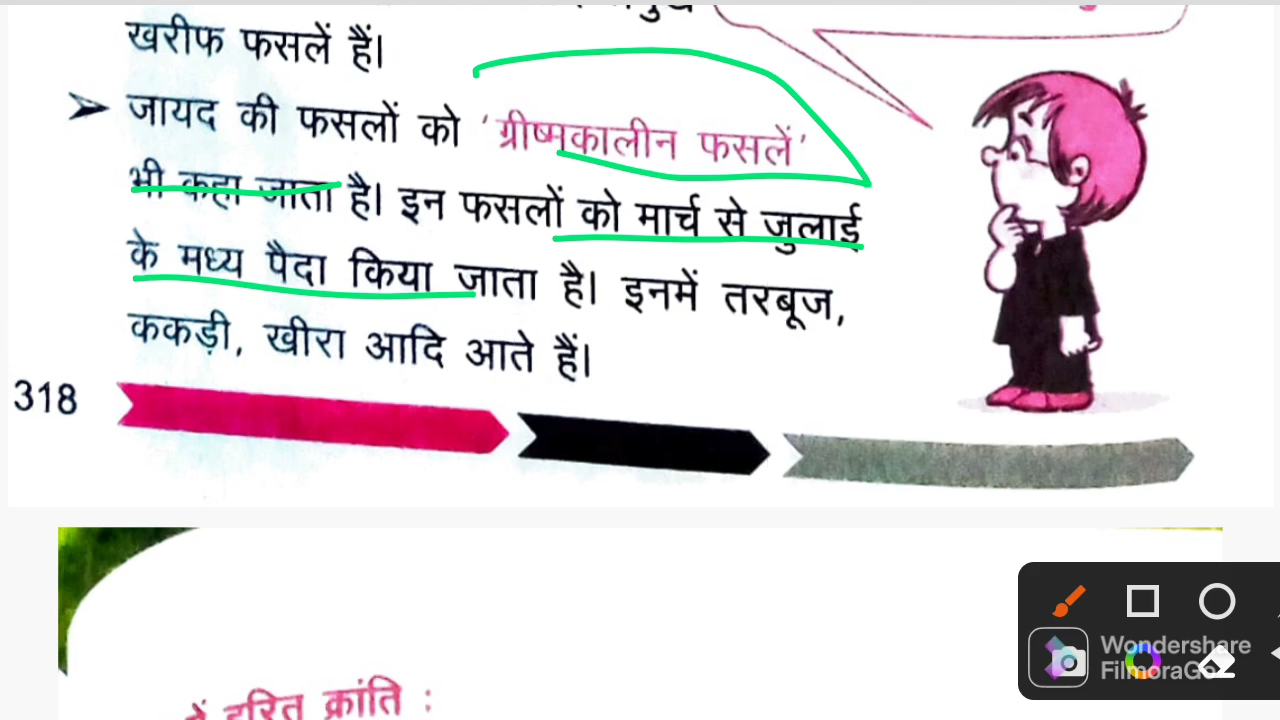 खरीफ फसलें हैं।
➤ जायद की फसलों को ‘ग्रीष्मकालीन फसलें’
भी कहा जाता है। इन फसलों को मार्च से जुलाई
के मध्य पैदा किया जाता है। इनमें तरबूज,
ककड़ी, खीरा आदि आते हैं।
318
में हरित क्रांति :
Wondershare
FilmoraGo